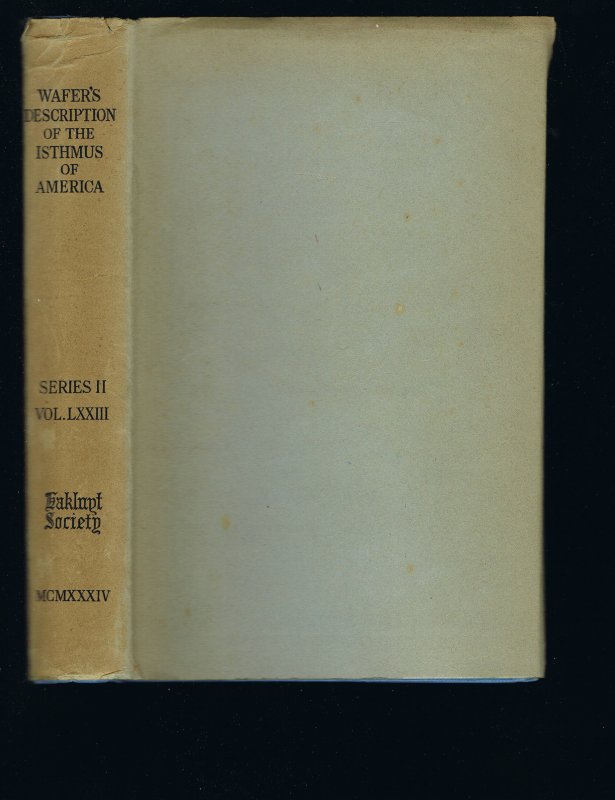 WAFER'S
DESCRIPTION
OF THE
ISTHMUS
OF
AMERICA
SERIES II
VOL. LXXIII
Hakluyt
Society
MCMXXXIV